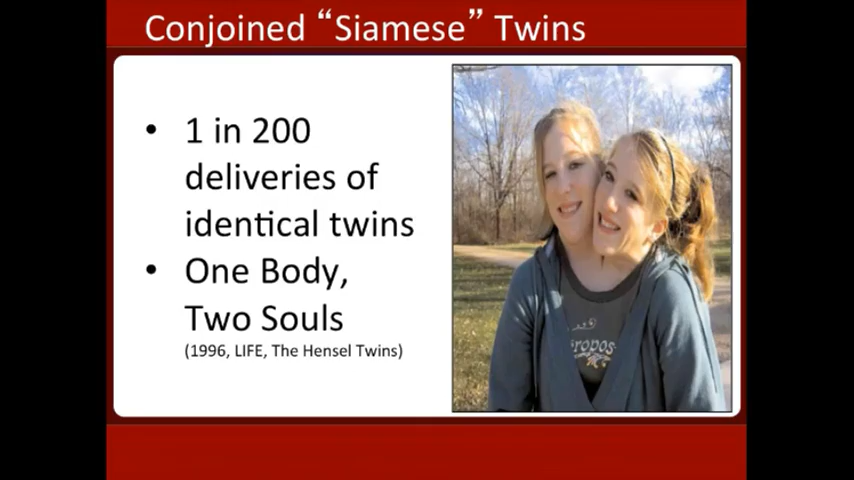 Conjoined “Siamese” Twins
• 1 in 200
deliveries of
identical twins
• One Body,
Two Souls
(1996, LIFE, The Hensel Twins)
ropos